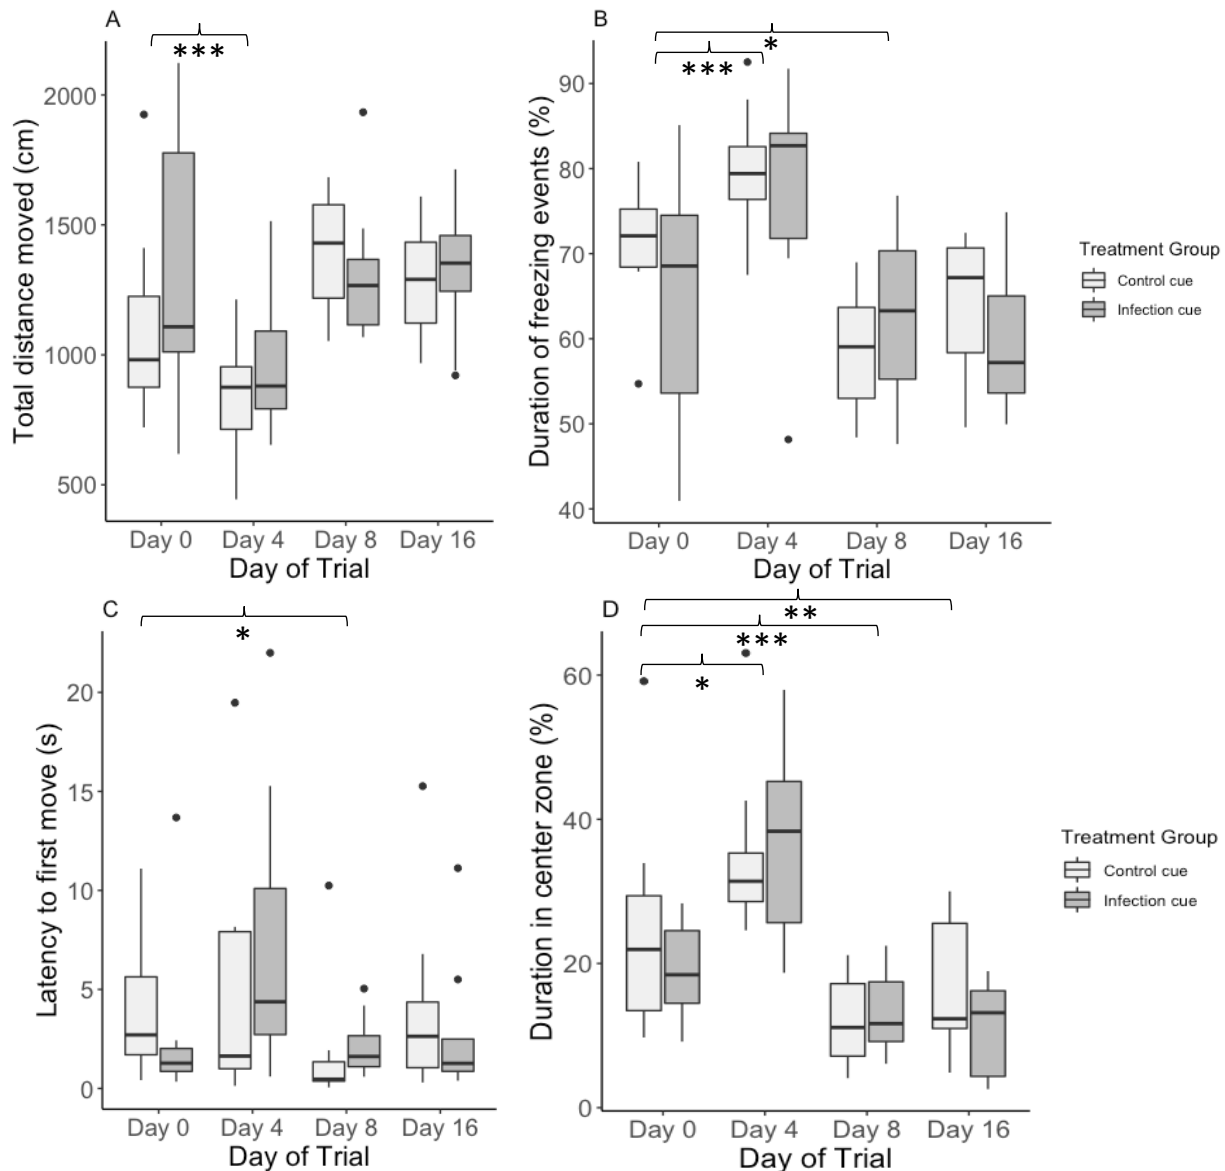 A
***
Total distance moved (cm)
2000
1500
1000
500
Day 0 Day 4 Day 8 Day 16
Day of Trial
B
*
***
Duration of freezing events (%)
90
80
70
60
50
40
Day 0 Day 4 Day 8 Day 16
Day of Trial
Treatment Group
Control cue
Infection cue
C
*
Latency to first move (s)
20
15
10
5
0
Day 0 Day 4 Day 8 Day 16
Day of Trial
D
**
***
*
Duration in center zone (%)
60
40
20
0
Day 0 Day 4 Day 8 Day 16
Day of Trial
Treatment Group
Control cue
Infection cue